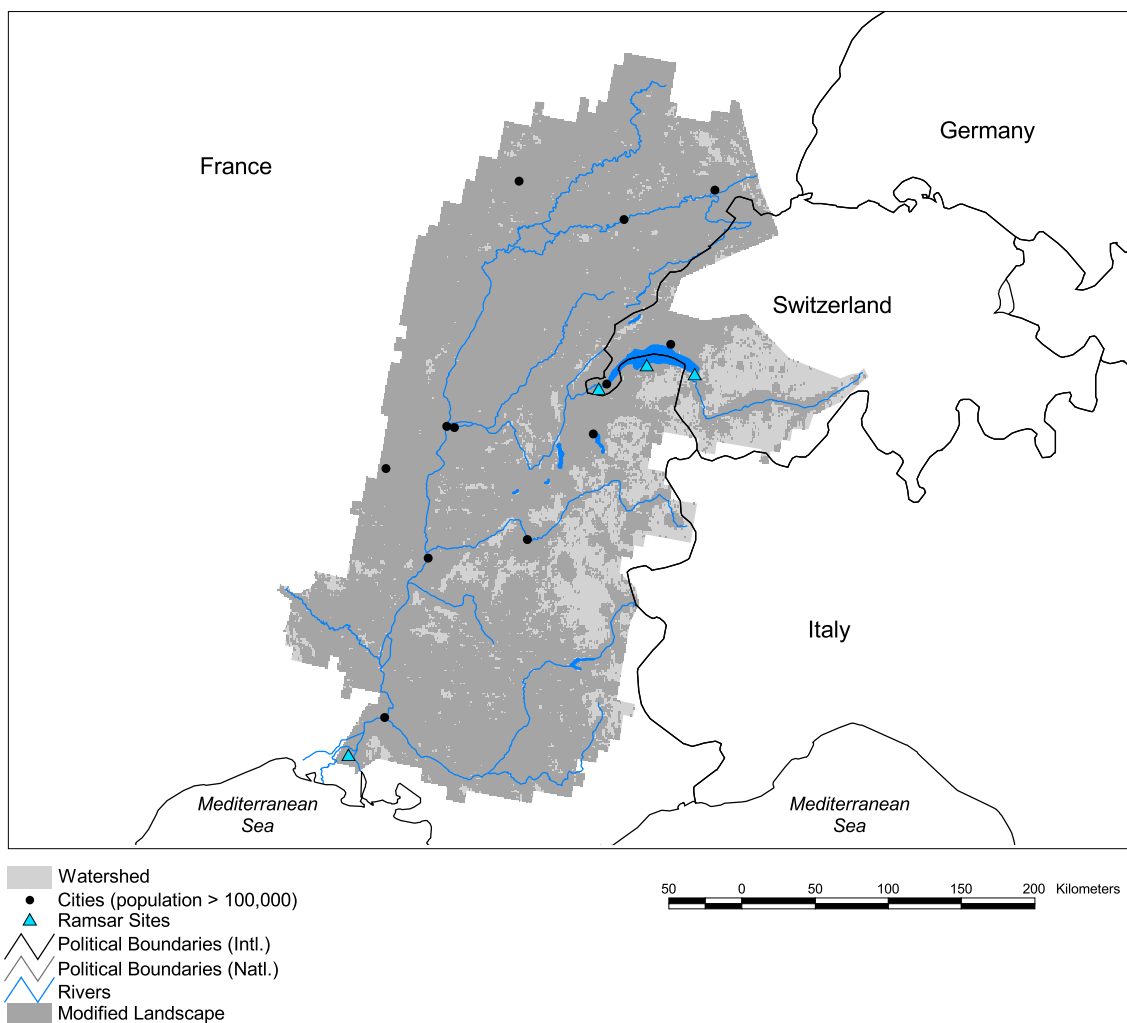 Germany
France
Switzerland
Italy
Mediterranean
Sea
Mediterranean
Sea
Watershed
Cities (population > 100,000)
Ramsar Sites
Political Boundaries (Intl.)
Political Boundaries (Natl.)
Rivers
Modified Landscape
50 0 50 100 150 200 Kilometers